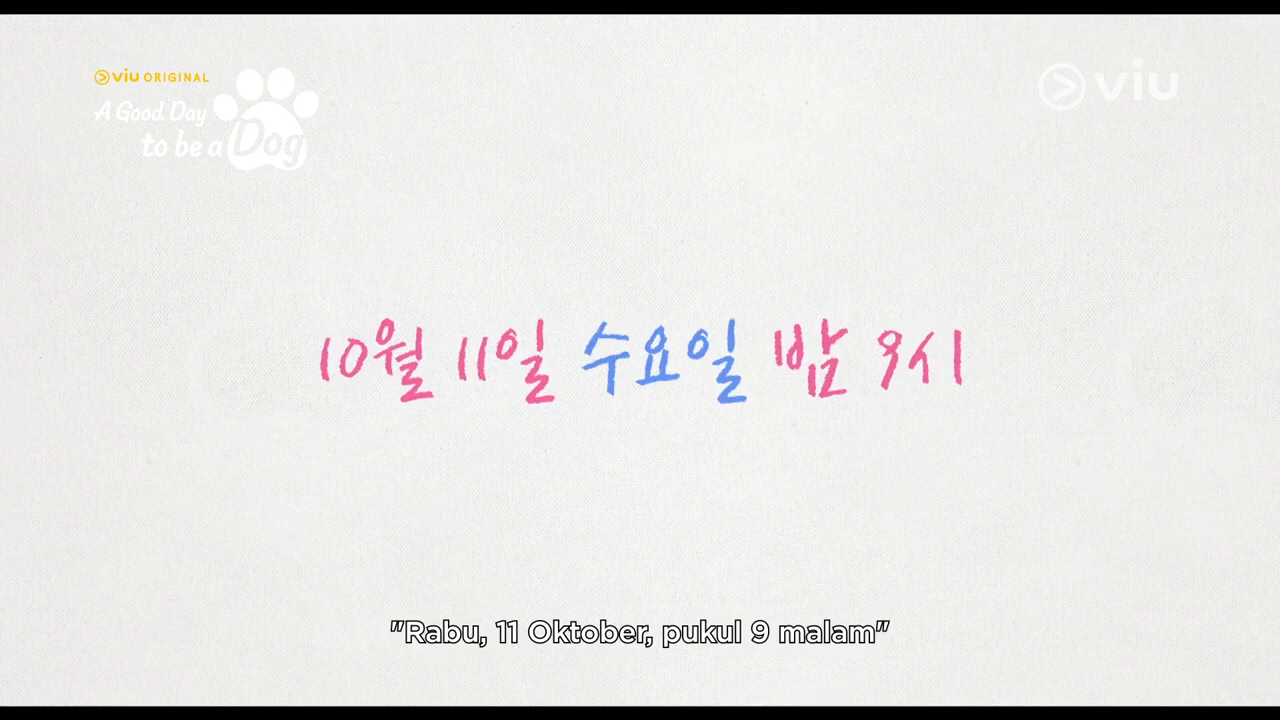 viu ORIGINAL
A Good Day
to be a Dog
viu
10월 11일 수요일 밤 9시
"Rabu, 11 Oktober, pukul 9 malam"